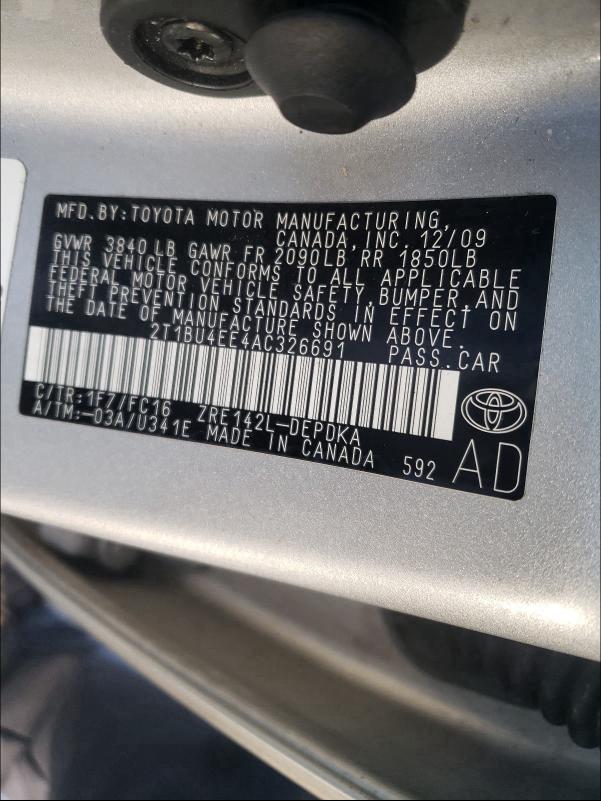 MFD.BY:TOYOTA MOTOR MANUFACTURING,
CANADA,INC. 12/09
GVWR 3840LB GAWR FR 2090LB RR 1850LB
THIS VEHICLE CONFORMS TO ALL APPLICABLE
FEDERAL MOTOR VEHICLE SAFETY,BUMPER,AND
THEFT PREVENTION STANDARDS IN EFFECT ON
THE DATE OF MANUFACTURE SHOWN ABOVE.
2T1BU4EE4AC326691 PASS.CAR
C/TR:1F7/FC16 ZRE142L-DEPDKA
A/TM:-03A/U341E MADE IN CANADA 592
AD